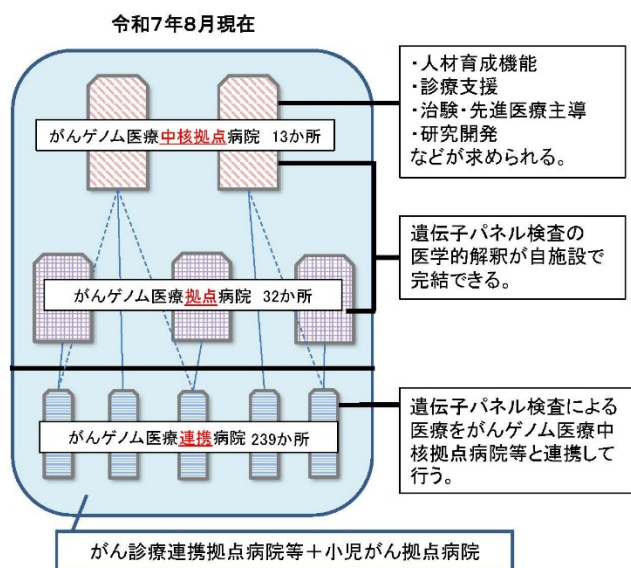 令和7年8月現在
・人材育成機能
・診療支援
・治験・先進医療主導
・研究開発
などが求められる。
がんゲノム医療中核拠点病院 13か所
遺伝子パネル検査の
医学的解釈が自施設で
完結できる。
がんゲノム医療拠点病院 32か所
遺伝子パネル検査による
医療をがんゲノム医療中
核拠点病院等と連携して
行う。
がんゲノム医療連携病院 239か所
がん診療連携拠点病院等＋小児がん拠点病院